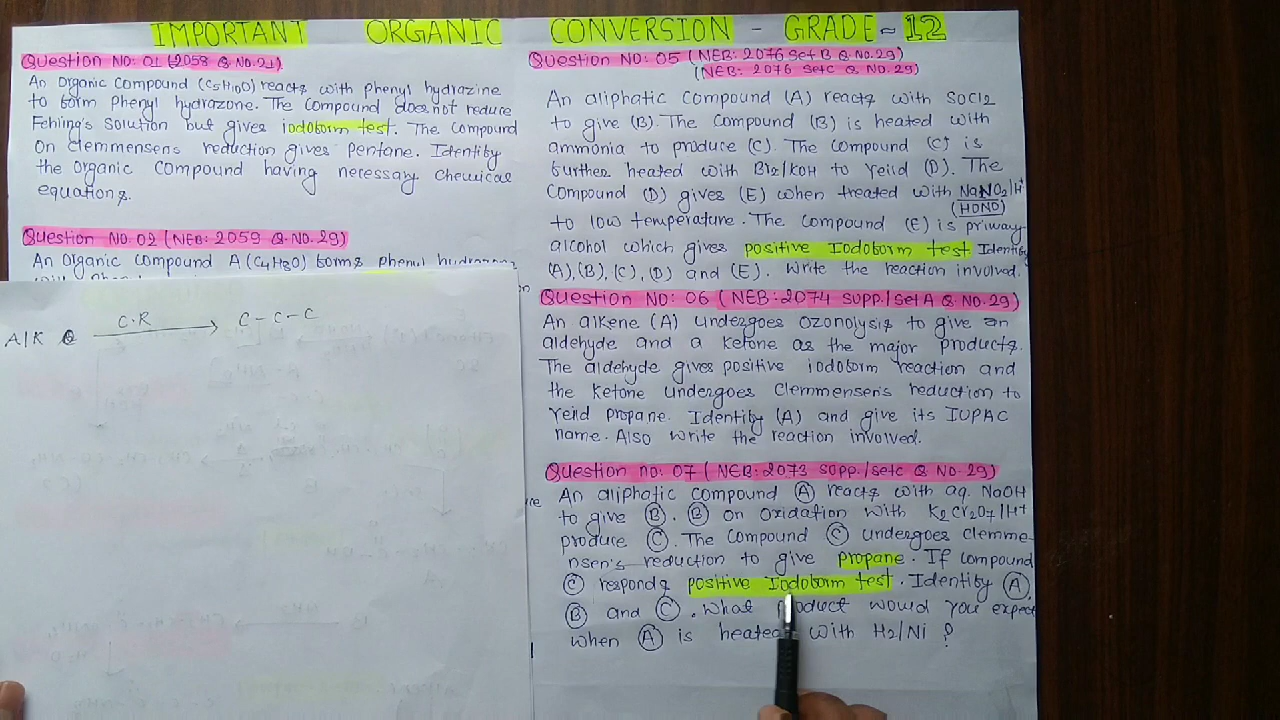 IMPORTANT ORGANIC CONVERSION - GRADE-12
Question NO: 01 (2058 Q.NO.21)
An Organic Compound (C5H10O) reacts with phenyl hydrazine
to form phenyl hydrazone. The Compound does not reduce
Fehling's solution but gives iodoform test. The compound
on clemmensens reduction gives pentane. Identify
the organic compound having necessary chemical
equations.
Question NO. 02 (NEB: 2059 Q.NO.29)
An Organic Compound A (C4H8O) forms phenyl hydrazone
A/K C.R C-C-C
Question NO: 05 (NEB: 2076 Set B Q.NO.29)
(NEB: 2076 Setc Q.NO.29)
An aliphatic Compound (A) reacts with SOCl2
to give (B). The Compound (B) is heated with
ammonia to produce (C). The compound (C) is
further heated with Br2/KOH to Yeild (D). The
Compound (D) gives (E) when treated with NaNO2/H+
(HONO)
to low temperature. The compound (E) is primary
alcohol which gives positive Iodoform test Identify
(A), (B), (C), (D) and (E). Write the reaction involved.
Question NO: 06 (NEB: 2074 Supp./Set A Q.NO.29)
An alkene (A) Undergoes Ozonolysis to give an
aldehyde and a Ketone as the major products.
The aldehyde gives positive iodoform reaction and
the Ketone undergoes Clemmensen's reduction to
Yeild propane. Identify (A) and give its IUPAC
name. Also write the reaction involved.
Question no: 07 (NEB: 2073 Supp./setc Q NO.29)
An aliphatic Compound A reacts with aq. NaOH
to give B. B on Oxidation with K2Cr2O7/H+
produce C. The Compound C undergoes Clemme-
nsen's reduction to give propane. If compound
C responds positive Iodoform test. Identify A,
B and C. What product would you expect
when A is heated with H2/Ni ?